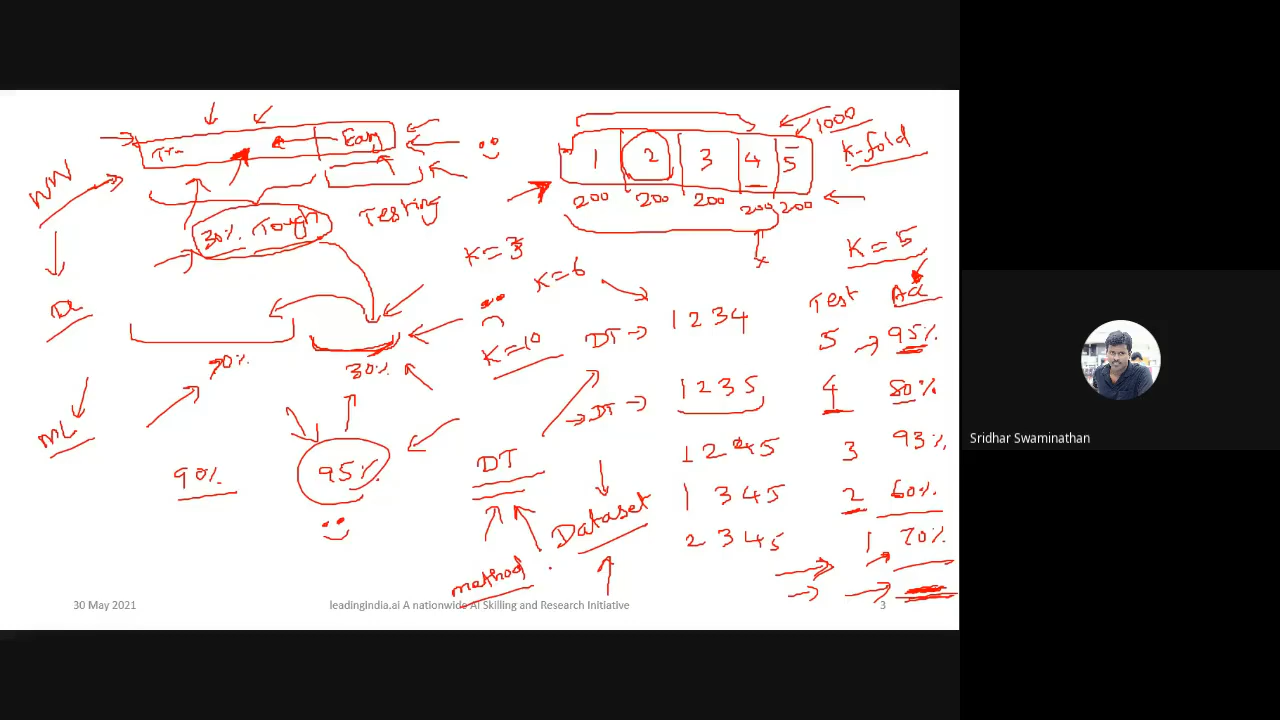 Easy
Tr-
NN
30% Tough
Testing
DL
70%
30%
ML
90%
95%
1000
K-fold
1 2 3 4 5
200 200 200 200 200
x
K = 5
K=3
K=6
K=10
Test Acc
DT → 1 2 3 4 5 → 95%
→ DT → 1 2 3 5 4 80%
1 2 4 5 3 93%
1 3 4 5 2 60%
2 3 4 5 1 70%
DT
Dataset
method
30 May 2021
leadingindia.ai A nationwide AI Skilling and Research Initiative
3
Sridhar Swaminathan